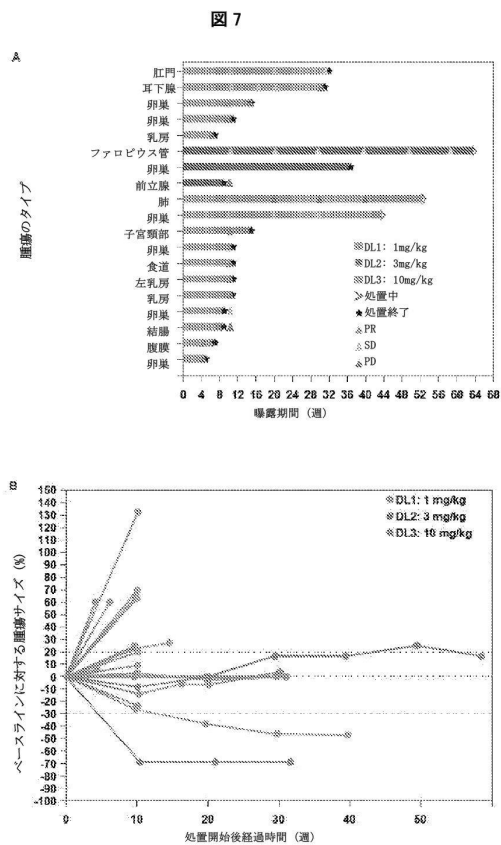 図7
A
腫瘍のタイプ
肛門
耳下腺
卵巣
卵巣
乳房
ファロピウス管
卵巣
前立腺
肺
卵巣
子宮頸部
卵巣
食道
左乳房
乳房
卵巣
結腸
腹膜
卵巣
DL1: 1mg/kg
DL2: 3mg/kg
DL3: 10mg/kg
処置中
処置終了
PR
SD
PD
0 4 8 12 16 20 24 28 32 36 40 44 48 52 56 60 64 68
曝露期間 (週)
B
ベースラインに対する腫瘍サイズ (%)
150
140
130
120
110
100
90
80
70
60
50
40
30
20
10
0
-10
-20
-30
-40
-50
-60
-70
-80
-90
-100
DL1: 1 mg/kg
DL2: 3 mg/kg
DL3: 10 mg/kg
0 10 20 30 40 50
処置開始後経過時間 (週)